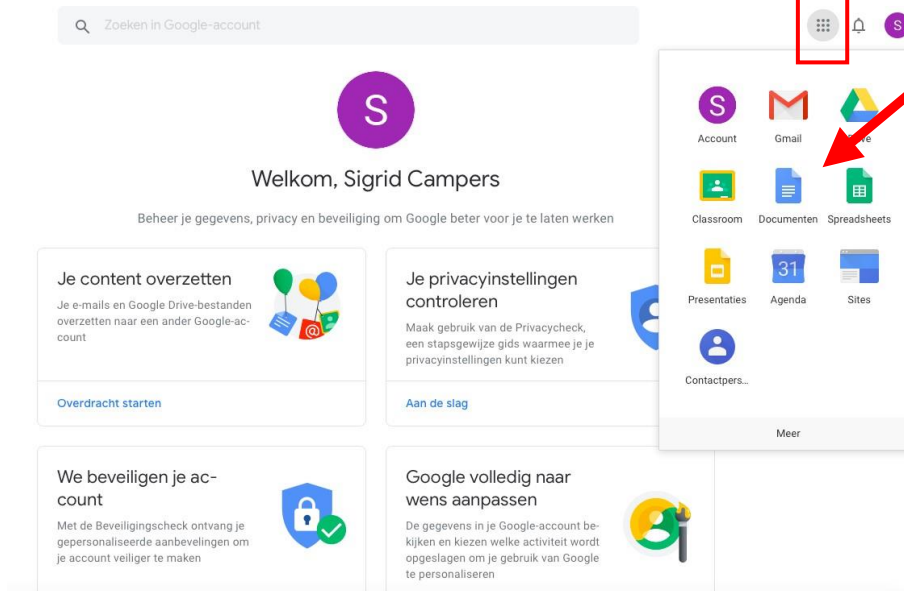 Zoeken in Google-account
S
S
Welkom, Sigrid Campers
Beheer je gegevens, privacy en beveiliging om Google beter voor je te laten werken
Je content overzetten
Je e-mails en Google Drive-bestanden
overzetten naar een ander Google-ac-
count
Overdracht starten
Je privacyinstellingen
controleren
Maak gebruik van de Privacycheck,
een stapsgewijze gids waarmee je je
privacyinstellingen kunt kiezen
Aan de slag
We beveiligen je ac-
count
Met de Beveiligingscheck ontvang je
gepersonaliseerde aanbevelingen om
je account veiliger te maken
Google volledig naar
wens aanpassen
De gegevens in je Google-account be-
kijken en kiezen welke activiteit wordt
opgeslagen om je gebruik van Google
te personaliseren
S
Account
Gmail
Classroom
Documenten
Spreadsheets
Presentaties
31
Agenda
Sites
Contactpers...
Meer